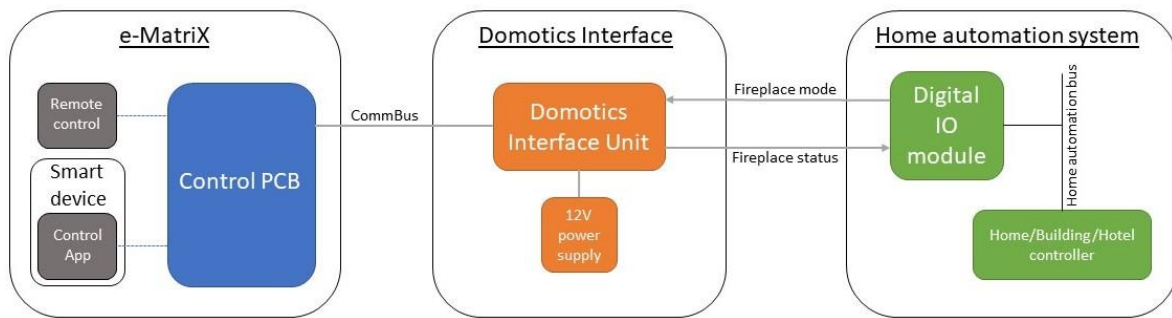 e-MatriX
Remote
control
Smart
device
Control
App
Control PCB
CommBus
Domotics Interface
Domotics
Interface Unit
12V
power
supply
Fireplace mode
Fireplace status
Home automation system
Digital
IO
module
Home automation bus
Home/Building/Hotel
controller